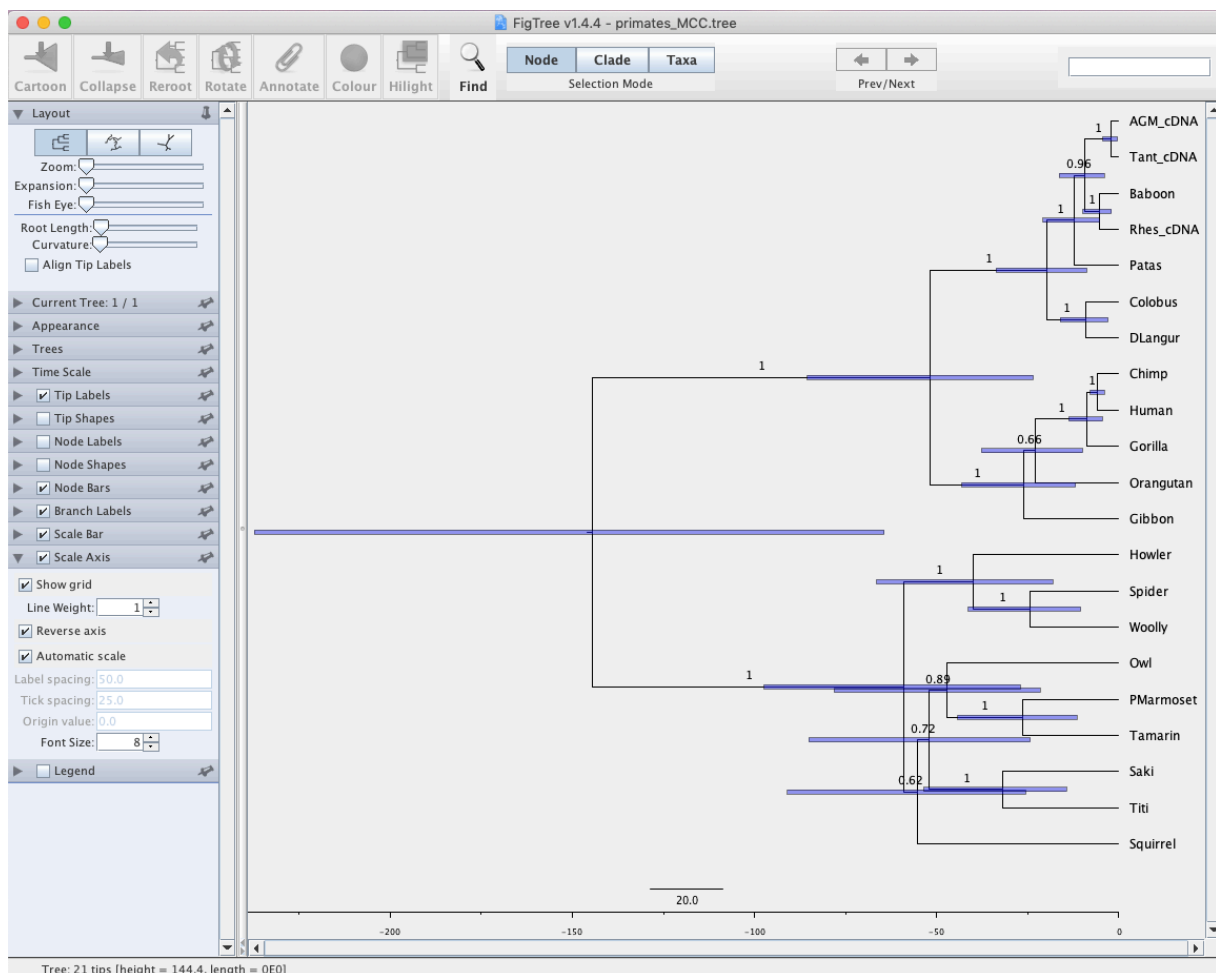 FigTree v1.4.4 - primates_MCC.tree
Cartoon Collapse Reroot Rotate Annotate Colour Hilight Find
Node Clade Taxa
Selection Mode
Prev/Next
Layout
Zoom:
Expansion:
Fish Eye:
Root Length:
Curvature:
Align Tip Labels
Current Tree: 1 / 1
Appearance
Trees
Time Scale
Tip Labels
Tip Shapes
Node Labels
Node Shapes
Node Bars
Branch Labels
Scale Bar
Scale Axis
Show grid
Line Weight: 1
Reverse axis
Automatic scale
Label spacing: 50.0
Tick spacing: 25.0
Origin value: 0.0
Font Size: 8
Legend
AGM_cDNA
1
Tant_cDNA
0.96
Baboon
1
1
Rhes_cDNA
1
Patas
Colobus
1
DLangur
1
Chimp
1
Human
1
0.66
Gorilla
1
Orangutan
Gibbon
Howler
1
Spider
1
Woolly
Owl
1
0.89
PMarmoset
1
Tamarin
0.72
Saki
0.62
1
Titi
Squirrel
20.0
-200 -150 -100 -50 0
Tree: 21 tips [height = 144.4, length = 0E0]